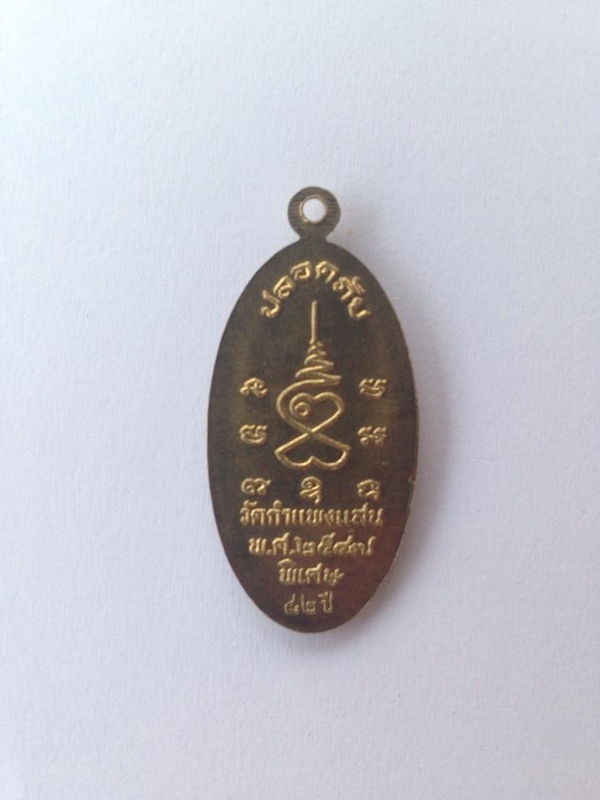 ปลอดภัย
วัดกำแพงแสน
พ.ศ.๒๕๔๗
พิเศษ
๔๒ ปี